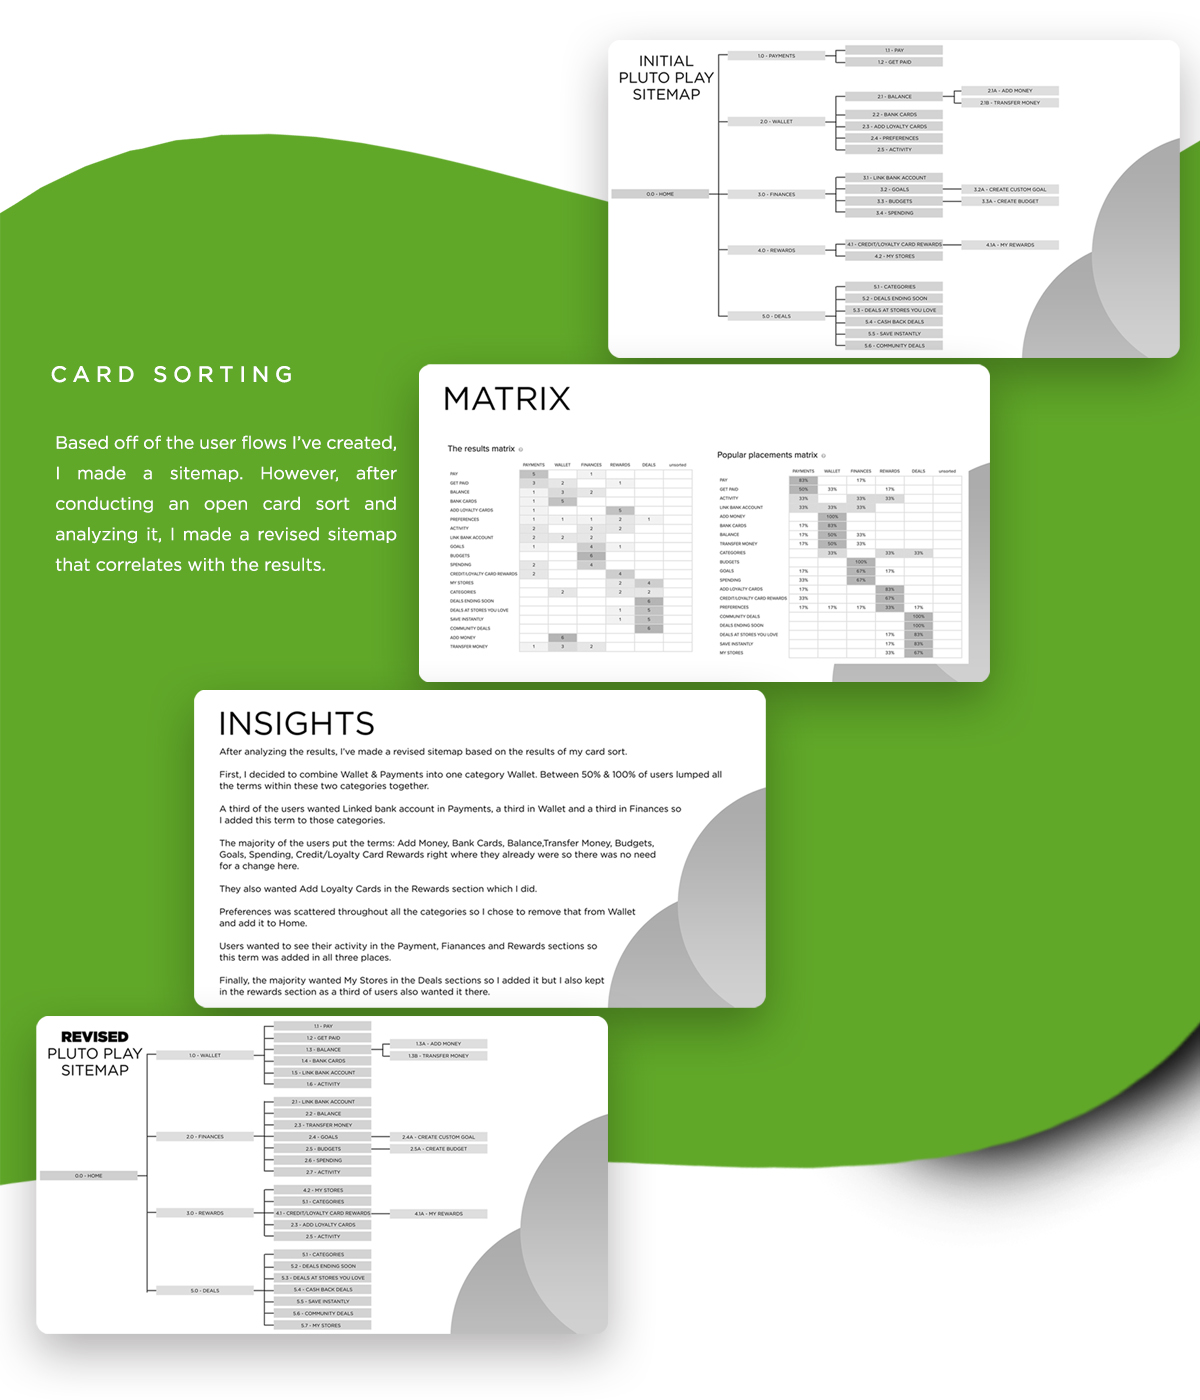 INITIAL
PLUTO PLAY
SITEMAP
0.0 - HOME
1.0 - PAYMENTS
1.1 - PAY
1.2 - GET PAID
2.0 - WALLET
2.1 - BALANCE
2.1A - ADD MONEY
2.1B - TRANSFER MONEY
2.2 - BANK CARDS
2.3 - ADD LOYALTY CARDS
2.4 - PREFERENCES
2.5 - ACTIVITY
3.0 - FINANCES
3.1 - LINK BANK ACCOUNT
3.2 - GOALS
3.2A - CREATE CUSTOM GOAL
3.3 - BUDGETS
3.3A - CREATE BUDGET
3.4 - SPENDING
4.0 - REWARDS
4.1 - CREDIT/LOYALTY CARD REWARDS
4.1A - MY REWARDS
4.2 - MY STORES
5.0 - DEALS
5.1 - CATEGORIES
5.2 - DEALS ENDING SOON
5.3 - DEALS AT STORES YOU LOVE
5.4 - CASH BACK DEALS
5.5 - SAVE INSTANTLY
5.6 - COMMUNITY DEALS
CARD SORTING
Based off of the user flows I've created,
I made a sitemap. However, after
conducting an open card sort and
analyzing it, I made a revised sitemap
that correlates with the results.
MATRIX
The results matrix
PAYMENTS WALLET FINANCES REWARDS DEALS unsorted
PAY 5 1
GET PAID 3 2 1
BALANCE 1 3 2
BANK CARDS 1 5
ADD LOYALTY CARDS 1 5
PREFERENCES 1 1 1 2 1
ACTIVITY 2 2 2
LINK BANK ACCOUNT 2 2 2
GOALS 1 4 1
BUDGETS 6
SPENDING 2 4
CREDIT/LOYALTY CARD REWARDS 2 4
MY STORES 2 4
CATEGORIES 2 2 2
DEALS ENDING SOON 6
DEALS AT STORES YOU LOVE 1 5
SAVE INSTANTLY 1 5
COMMUNITY DEALS 6
ADD MONEY 6
TRANSFER MONEY 1 3 2
Popular placements matrix
PAYMENTS WALLET FINANCES REWARDS DEALS unsorted
PAY 83% 17%
GET PAID 50% 33% 17%
ACTIVITY 33% 33% 33%
LINK BANK ACCOUNT 33% 33% 33%
ADD MONEY 100%
BANK CARDS 17% 83%
BALANCE 17% 50% 33%
TRANSFER MONEY 17% 50% 33%
CATEGORIES 33% 33% 33%
BUDGETS 100%
GOALS 17% 67% 17%
SPENDING 33% 67%
ADD LOYALTY CARDS 17% 83%
CREDIT/LOYALTY CARD REWARDS 33% 67%
PREFERENCES 17% 17% 17% 33% 17%
COMMUNITY DEALS 100%
DEALS ENDING SOON 100%
DEALS AT STORES YOU LOVE 17% 83%
SAVE INSTANTLY 17% 83%
MY STORES 33% 67%
INSIGHTS
After analyzing the results, I've made a revised sitemap based on the results of my card sort.
First, I decided to combine Wallet & Payments into one category Wallet. Between 50% & 100% of users lumped all
the terms within these two categories together.
A third of the users wanted Linked bank account in Payments, a third in Wallet and a third in Finances so
I added this term to those categories.
The majority of the users put the terms: Add Money, Bank Cards, Balance,Transfer Money, Budgets,
Goals, Spending, Credit/Loyalty Card Rewards right where they already were so there was no need
for a change here.
They also wanted Add Loyalty Cards in the Rewards section which I did.
Preferences was scattered throughout all the categories so I chose to remove that from Wallet
and add it to Home.
Users wanted to see their activity in the Payment, Fianances and Rewards sections so
this term was added in all three places.
Finally, the majority wanted My Stores in the Deals sections so I added it but I also kept
in the rewards section as a third of users also wanted it there.
REVISED
PLUTO PLAY
SITEMAP
0.0 - HOME
1.0 - WALLET
1.1 - PAY
1.2 - GET PAID
1.3 - BALANCE
1.3A - ADD MONEY
1.3B - TRANSFER MONEY
1.4 - BANK CARDS
1.5 - LINK BANK ACCOUNT
1.6 - ACTIVITY
2.0 - FINANCES
2.1 - LINK BANK ACCOUNT
2.2 - BALANCE
2.3 - TRANSFER MONEY
2.4 - GOALS
2.4A - CREATE CUSTOM GOAL
2.5 - BUDGETS
2.5A - CREATE BUDGET
2.6 - SPENDING
2.7 - ACTIVITY
3.0 - REWARDS
4.2 - MY STORES
5.1 - CATEGORIES
4.1 - CREDIT/LOYALTY CARD REWARDS
4.1A - MY REWARDS
2.3 - ADD LOYALTY CARDS
2.5 - ACTIVITY
5.0 - DEALS
5.1 - CATEGORIES
5.2 - DEALS ENDING SOON
5.3 - DEALS AT STORES YOU LOVE
5.4 - CASH BACK DEALS
5.5 - SAVE INSTANTLY
5.6 - COMMUNITY DEALS
5.7 - MY STORES